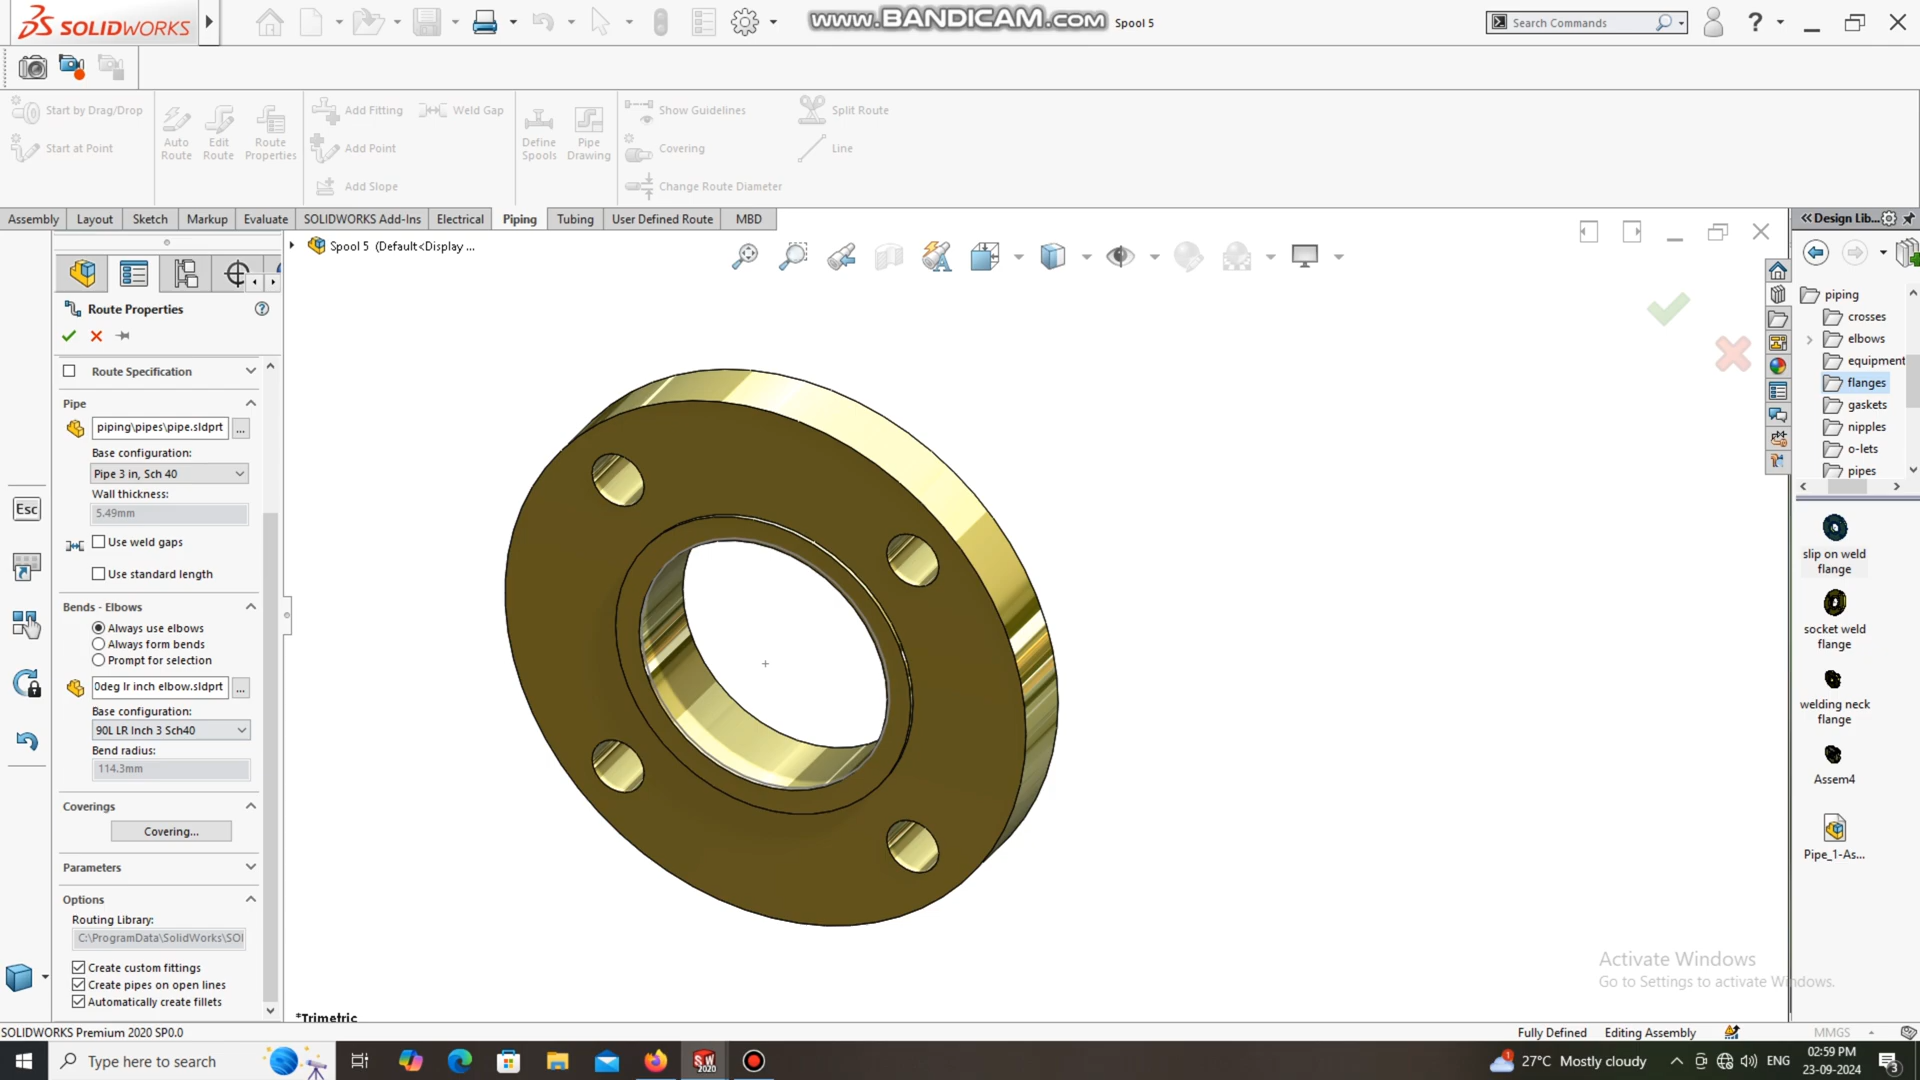 SOLIDWORKS
www.BANDICAM.com
Spool 5
Search Commands
?
Start by Drag/Drop
Start at Point
Auto Route
Edit Route
Route Properties
Add Fitting
Weld Gap
Add Point
Add Slope
Define Spools
Pipe Drawing
Show Guidelines
Split Route
Covering
Line
Change Route Diameter
Assembly
Layout
Sketch
Markup
Evaluate
SOLIDWORKS Add-Ins
Electrical
Piping
Tubing
User Defined Route
MBD
Spool 5 (Default<Display ...
Route Properties
Route Specification
Pipe
piping\pipes\pipe.sldprt
...
Base configuration:
Pipe 3 in, Sch 40
Wall thickness:
5.49mm
Use weld gaps
Use standard length
Bends - Elbows
Always use elbows
Always form bends
Prompt for selection
0deg lr inch elbow.sldprt
...
Base configuration:
90L LR Inch 3 Sch40
Bend radius:
114.3mm
Coverings
Covering...
Parameters
Options
Routing Library:
C:\ProgramData\SolidWorks\SOI
Create custom fittings
Create pipes on open lines
Automatically create fillets
Esc
*Trimetric
Design Lib...
piping
crosses
elbows
equipment
flanges
gaskets
nipples
o-lets
pipes
slip on weld
flange
socket weld
flange
welding neck
flange
Assem4
Pipe_1-As...
Activate Windows
Go to Settings to activate Windows.
SOLIDWORKS Premium 2020 SP0.0
Fully Defined
Editing Assembly
MMGS
Type here to search
SW
2020
27°C Mostly cloudy
ENG
02:59 PM
23-09-2024
3